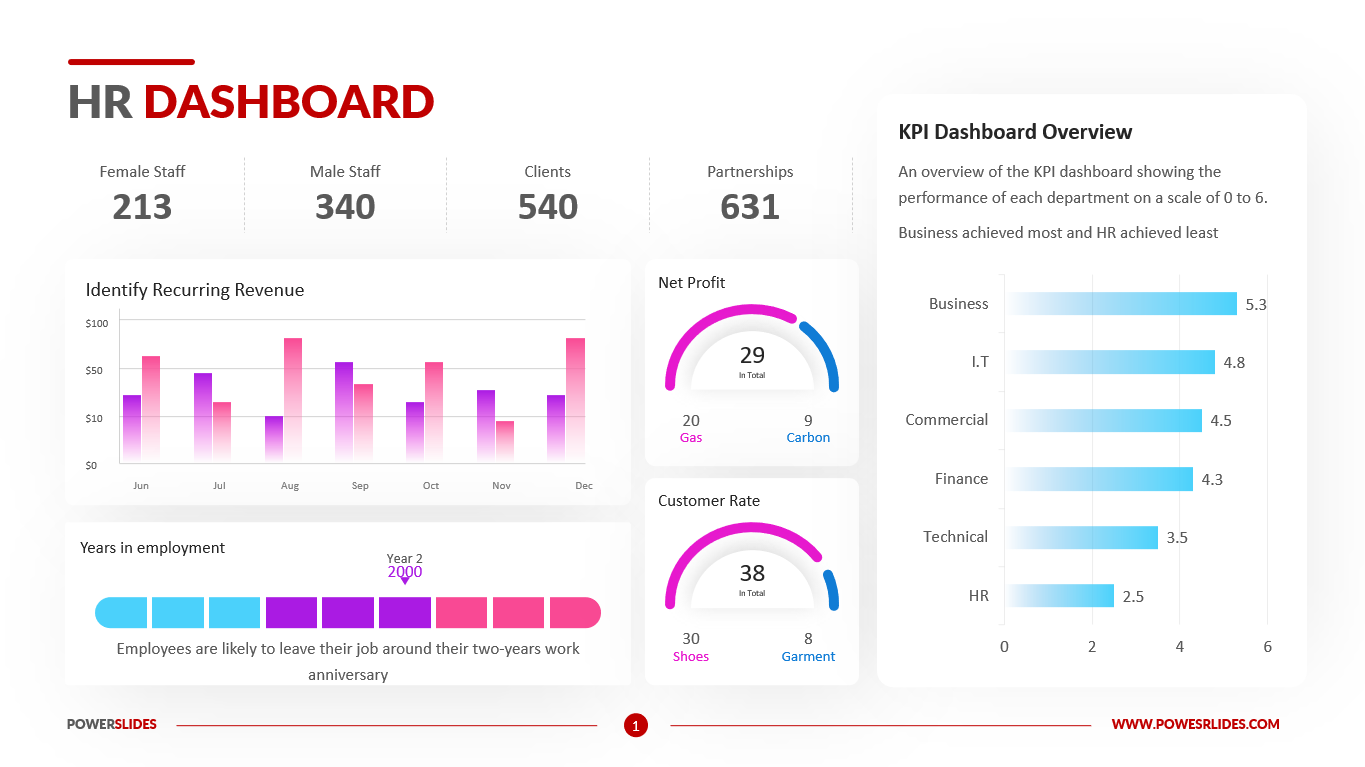 HR DASHBOARD
Female Staff
213
Male Staff
340
Clients
540
Partnerships
631
Identify Recurring Revenue
$100
$50
$10
$0
Jun
Jul
Aug
Sep
Oct
Nov
Dec
Years in employment
Year 2
2000
Employees are likely to leave their job around their two-years work
anniversary
Net Profit
29
In Total
20
Gas
9
Carbon
Customer Rate
38
In Total
30
Shoes
8
Garment
KPI Dashboard Overview
An overview of the KPI dashboard showing the
performance of each department on a scale of 0 to 6.
Business achieved most and HR achieved least
Business
5.3
I.T
4.8
Commercial
4.5
Finance
4.3
Technical
3.5
HR
2.5
0
2
4
6
POWERSLIDES
1
WWW.POWESRLIDES.COM